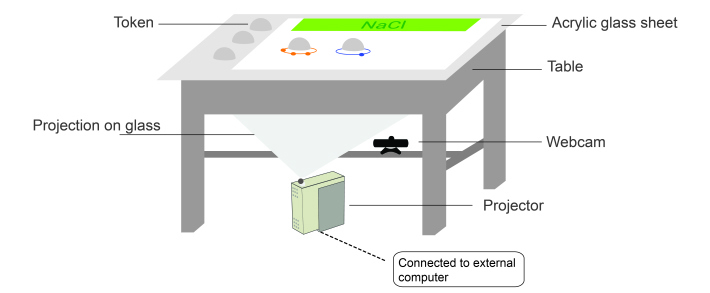 Token
NaCl
Acrylic glass sheet
Table
Projection on glass
Webcam
Projector
Connected to external
computer